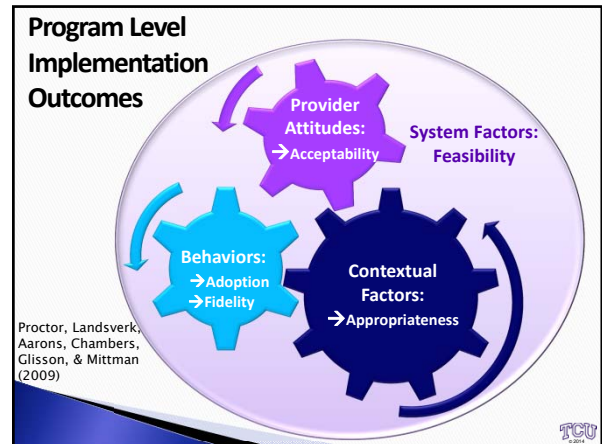 Program Level
Implementation
Outcomes
Provider
Attitudes:
→Acceptability
System Factors:
Feasibility
Behaviors:
→Adoption
→Fidelity
Contextual
Factors:
→Appropriateness
Proctor, Landsverk,
Aarons, Chambers,
Glisson, & Mittman
(2009)
TCU
© 2014